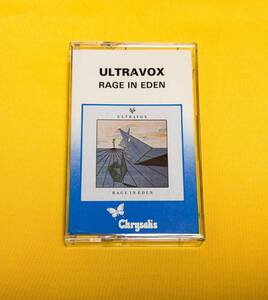 ULTRAVOX
RAGE IN EDEN
ULTRAVOX
RAGE IN EDEN
Chrysalis